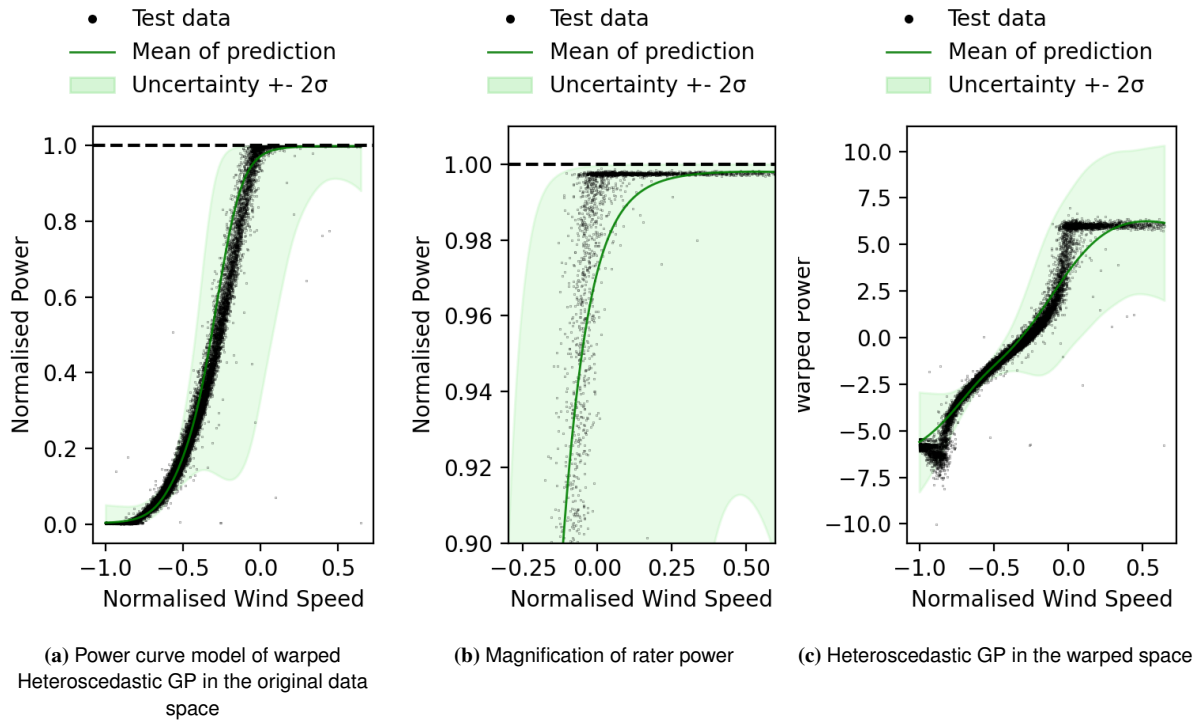 Test data
Mean of prediction
Uncertainty +- 2σ
1.0
0.8
0.6
0.4
0.2
0.0
Normalised Power
−1.0 −0.5 0.0 0.5
Normalised Wind Speed
(a) Power curve model of warped
Heteroscedastic GP in the original data
space
Test data
Mean of prediction
Uncertainty +- 2σ
1.00
0.98
0.96
0.94
0.92
0.90
Normalised Power
−0.25 0.00 0.25 0.50
Normalised Wind Speed
(b) Magnification of rater power
Test data
Mean of prediction
Uncertainty +- 2σ
10.0
7.5
5.0
2.5
0.0
−2.5
−5.0
−7.5
−10.0
Warped Power
−1.0 −0.5 0.0 0.5
Normalised Wind Speed
(c) Heteroscedastic GP in the warped space